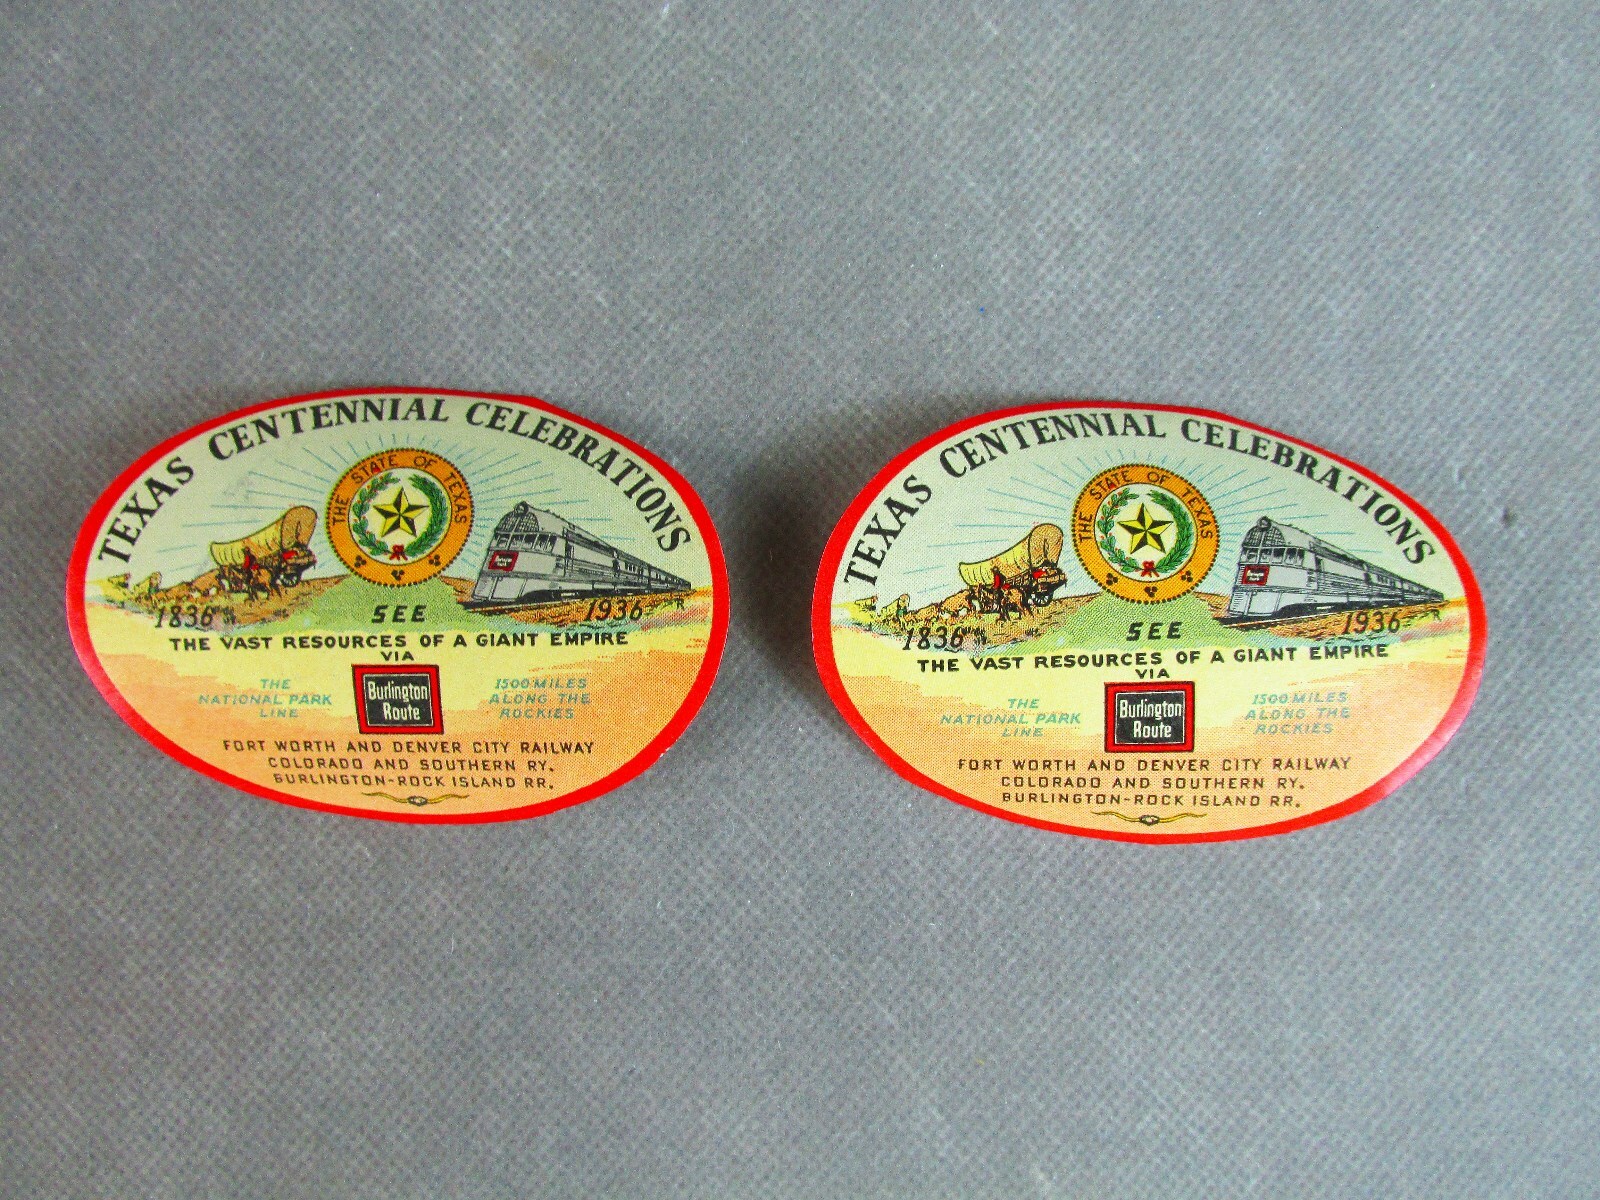 TEXAS CENTENNIAL CELEBRATIONS
THE STATE OF TEXAS
Burlington Route
1836
SEE
1936
THE VAST RESOURCES OF A GIANT EMPIRE
VIA
THE
NATIONAL PARK
LINE
Burlington
Route
1500 MILES
ALONG THE
ROCKIES
FORT WORTH AND DENVER CITY RAILWAY
COLORADO AND SOUTHERN RY.
BURLINGTON-ROCK ISLAND RR.
TEXAS CENTENNIAL CELEBRATIONS
THE STATE OF TEXAS
Burlington Route
1836
SEE
1936
THE VAST RESOURCES OF A GIANT EMPIRE
VIA
THE
NATIONAL PARK
LINE
Burlington
Route
1500 MILES
ALONG THE
ROCKIES
FORT WORTH AND DENVER CITY RAILWAY
COLORADO AND SOUTHERN RY.
BURLINGTON-ROCK ISLAND RR.